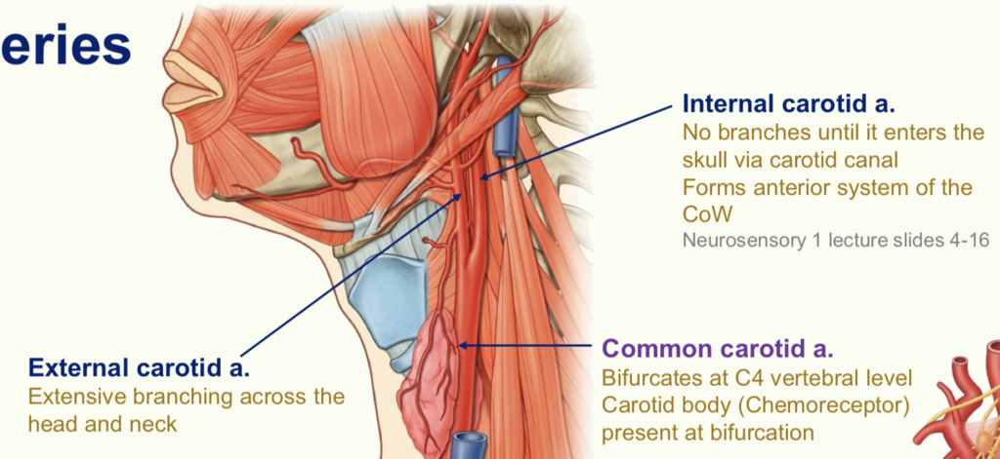 eries
Internal carotid a.
No branches until it enters the
skull via carotid canal
Forms anterior system of the
CoW
Neurosensory 1 lecture slides 4-16
External carotid a.
Extensive branching across the
head and neck
Common carotid a.
Bifurcates at C4 vertebral level
Carotid body (Chemoreceptor)
present at bifurcation